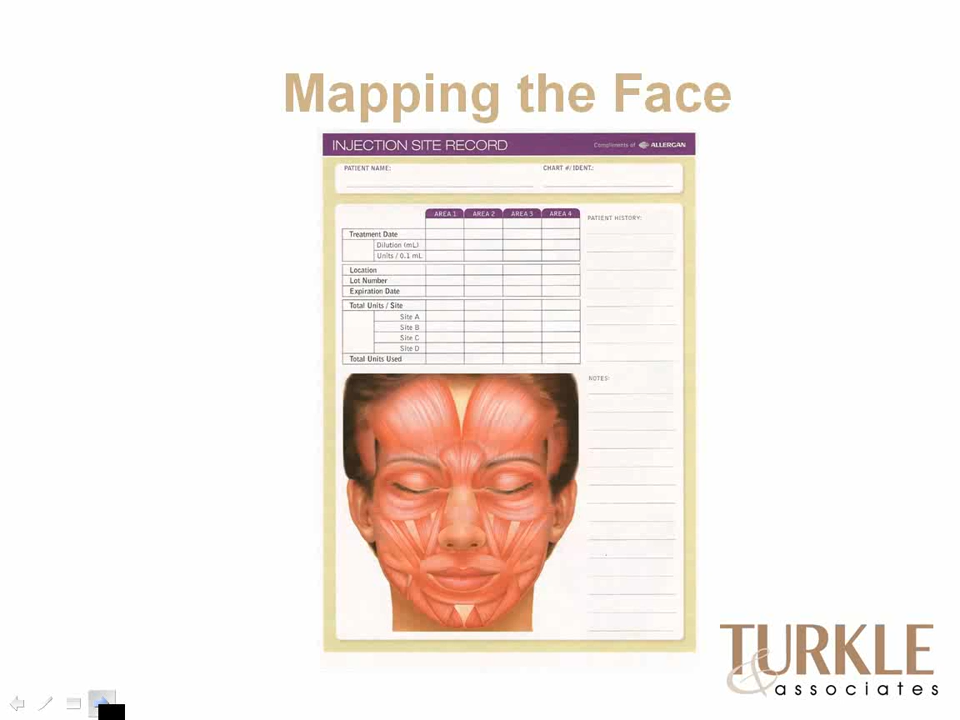 Mapping the Face
INJECTION SITE RECORD
Compliments of ALLERGAN
PATIENT NAME:
CHART #/IDENT.:
AREA 1 AREA 2 AREA 3 AREA 4
PATIENT HISTORY:
Treatment Date
Dilution (mL)
Units / 0.1 mL
Location
Lot Number
Expiration Date
Total Units / Site
Site A
Site B
Site C
Site D
Total Units Used
NOTES:
TURKLE
& associates